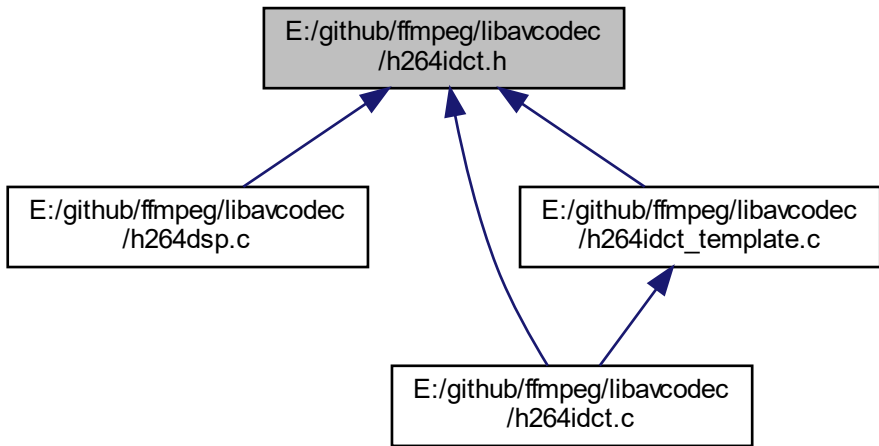 E:/github/ffmpeg/libavcodec
/h264idct.h
E:/github/ffmpeg/libavcodec
/h264dsp.c
E:/github/ffmpeg/libavcodec
/h264idct_template.c
E:/github/ffmpeg/libavcodec
/h264idct.c